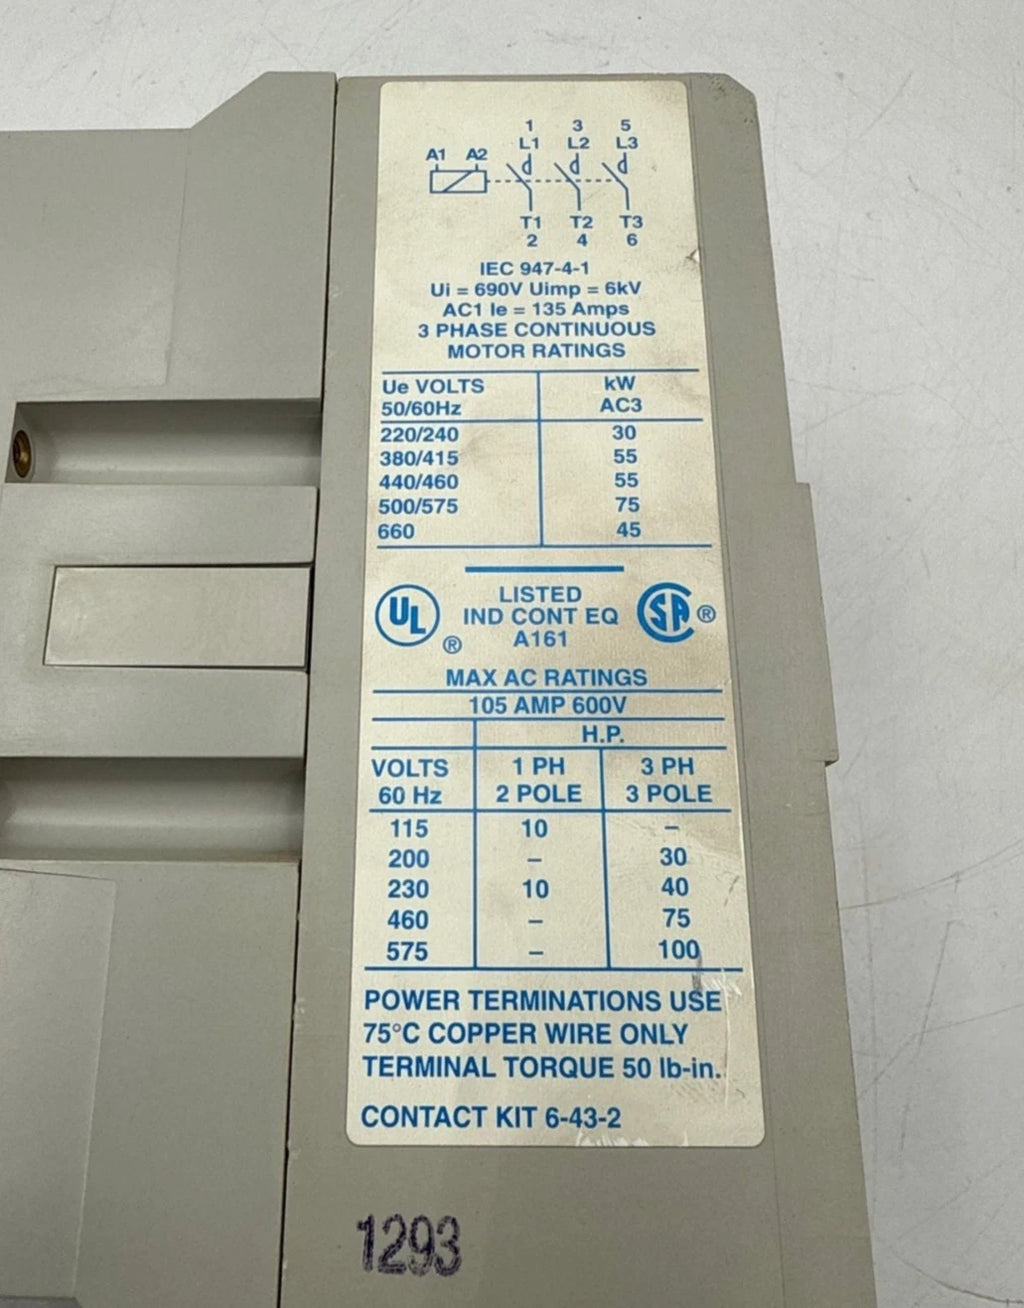 1 3 5
L1 L2 L3
A1 A2
T1 T2 T3
2 4 6
IEC 947-4-1
Ui = 690V Uimp = 6kV
AC1 Ie = 135 Amps
3 PHASE CONTINUOUS
MOTOR RATINGS
Ue VOLTS kW
50/60Hz AC3
220/240 30
380/415 55
440/460 55
500/575 75
660 45
LISTED
UL IND CONT EQ SA ®
® A161
MAX AC RATINGS
105 AMP 600V
H.P.
VOLTS 1 PH 3 PH
60 Hz 2 POLE 3 POLE
115 10 –
200 – 30
230 10 40
460 – 75
575 – 100
POWER TERMINATIONS USE
75°C COPPER WIRE ONLY
TERMINAL TORQUE 50 lb-in.
CONTACT KIT 6-43-2
1293